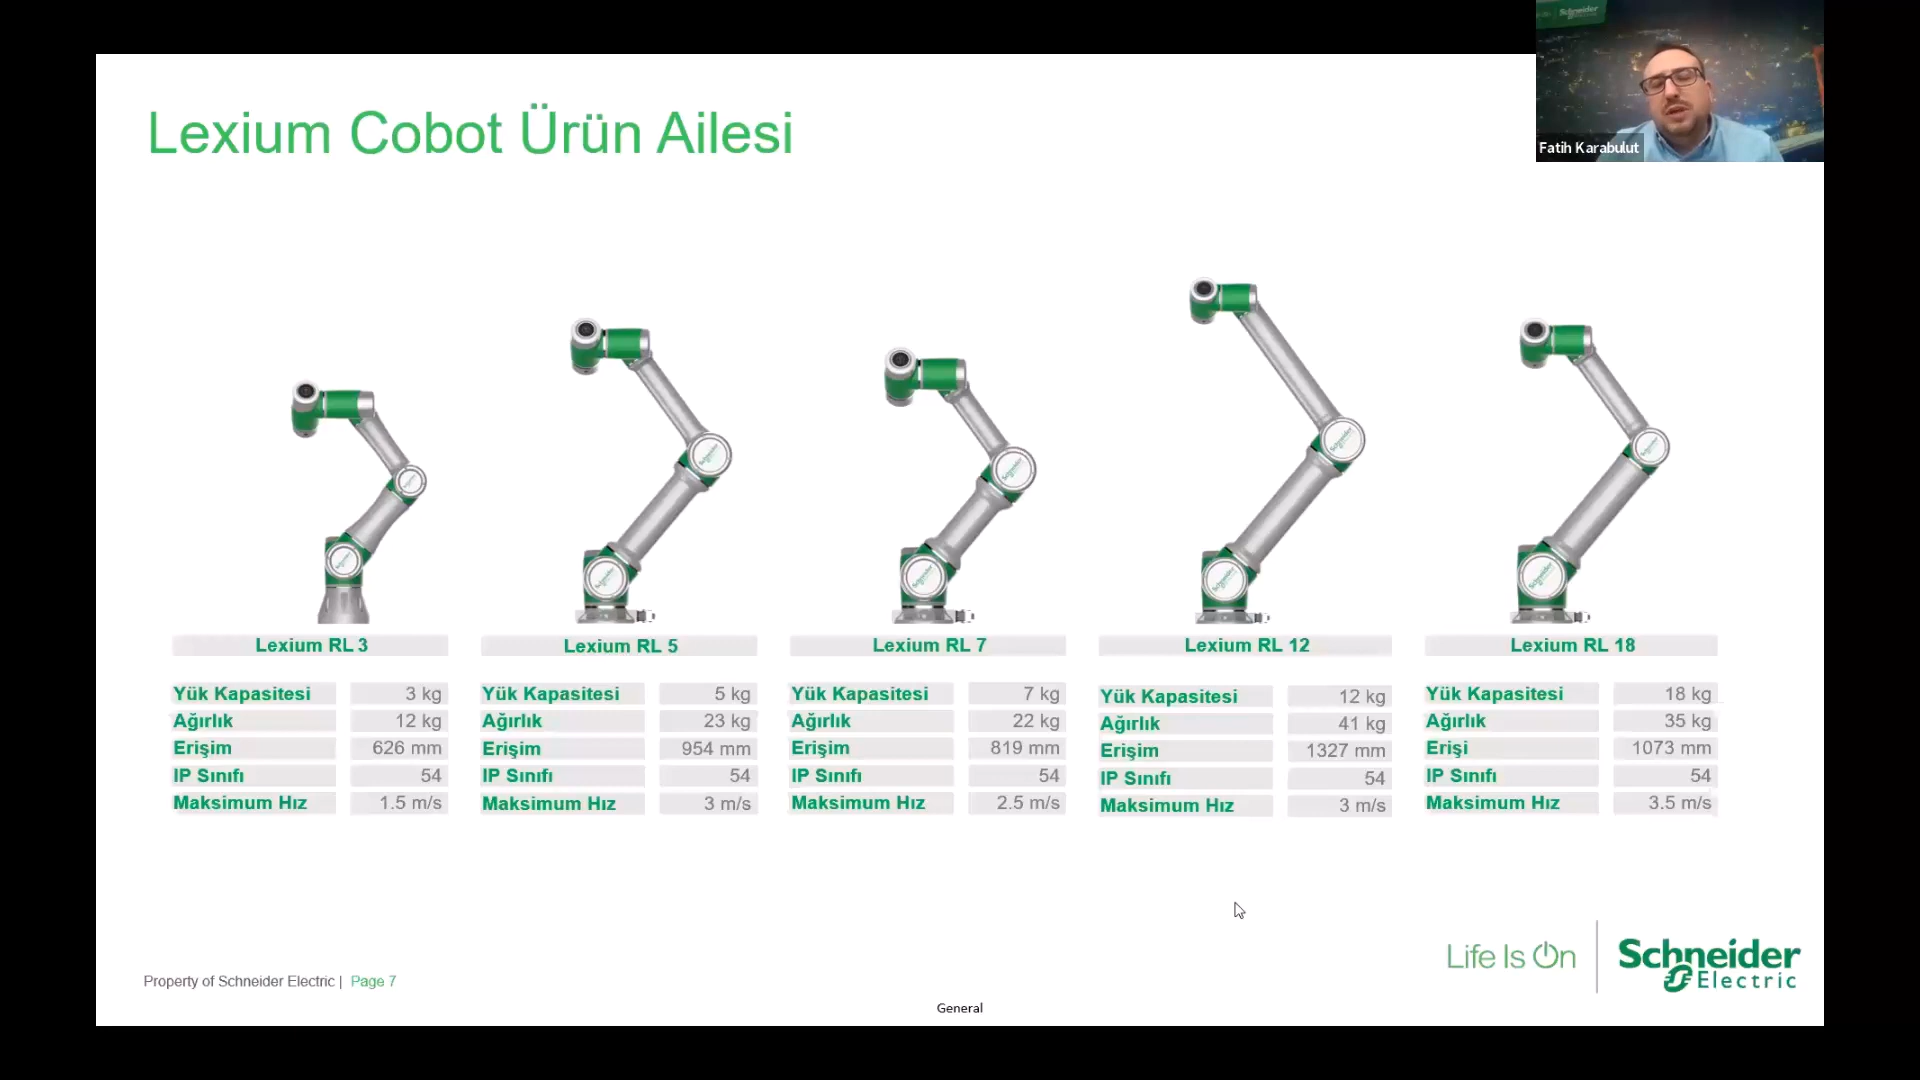 Schneider
Fatih Karabulut
Lexium Cobot Ürün Ailesi
Lexium RL 3
Yük Kapasitesi 3 kg
Ağırlık 12 kg
Erişim 626 mm
IP Sınıfı 54
Maksimum Hız 1.5 m/s
Lexium RL 5
Yük Kapasitesi 5 kg
Ağırlık 23 kg
Erişim 954 mm
IP Sınıfı 54
Maksimum Hız 3 m/s
Lexium RL 7
Yük Kapasitesi 7 kg
Ağırlık 22 kg
Erişim 819 mm
IP Sınıfı 54
Maksimum Hız 2.5 m/s
Lexium RL 12
Yük Kapasitesi 12 kg
Ağırlık 41 kg
Erişim 1327 mm
IP Sınıfı 54
Maksimum Hız 3 m/s
Lexium RL 18
Yük Kapasitesi 18 kg
Ağırlık 35 kg
Erişi 1073 mm
IP Sınıfı 54
Maksimum Hız 3.5 m/s
Life Is On
Schneider
Electric
Property of Schneider Electric | Page 7
General